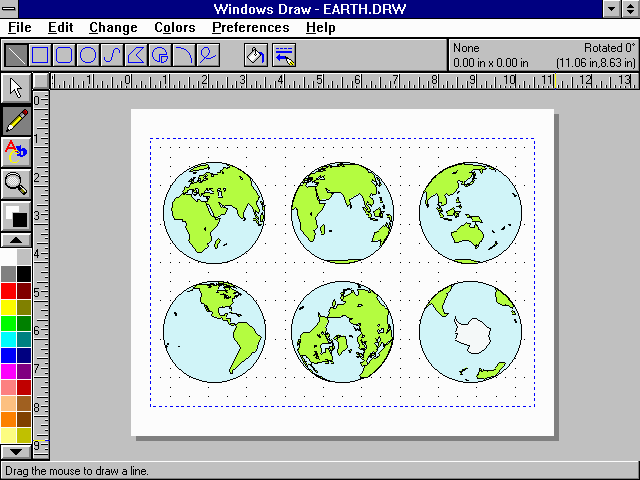 Windows Draw - EARTH.DRW
File Edit Change Colors Preferences Help
None Rotated 0°
0.00 in x 0.00 in (11.06 in,8.63 in)
1 0 1 2 3 4 5 6 7 8 9 10 11 12 13
0
1
2
3
4
5
6
7
8
9
Drag the mouse to draw a line.